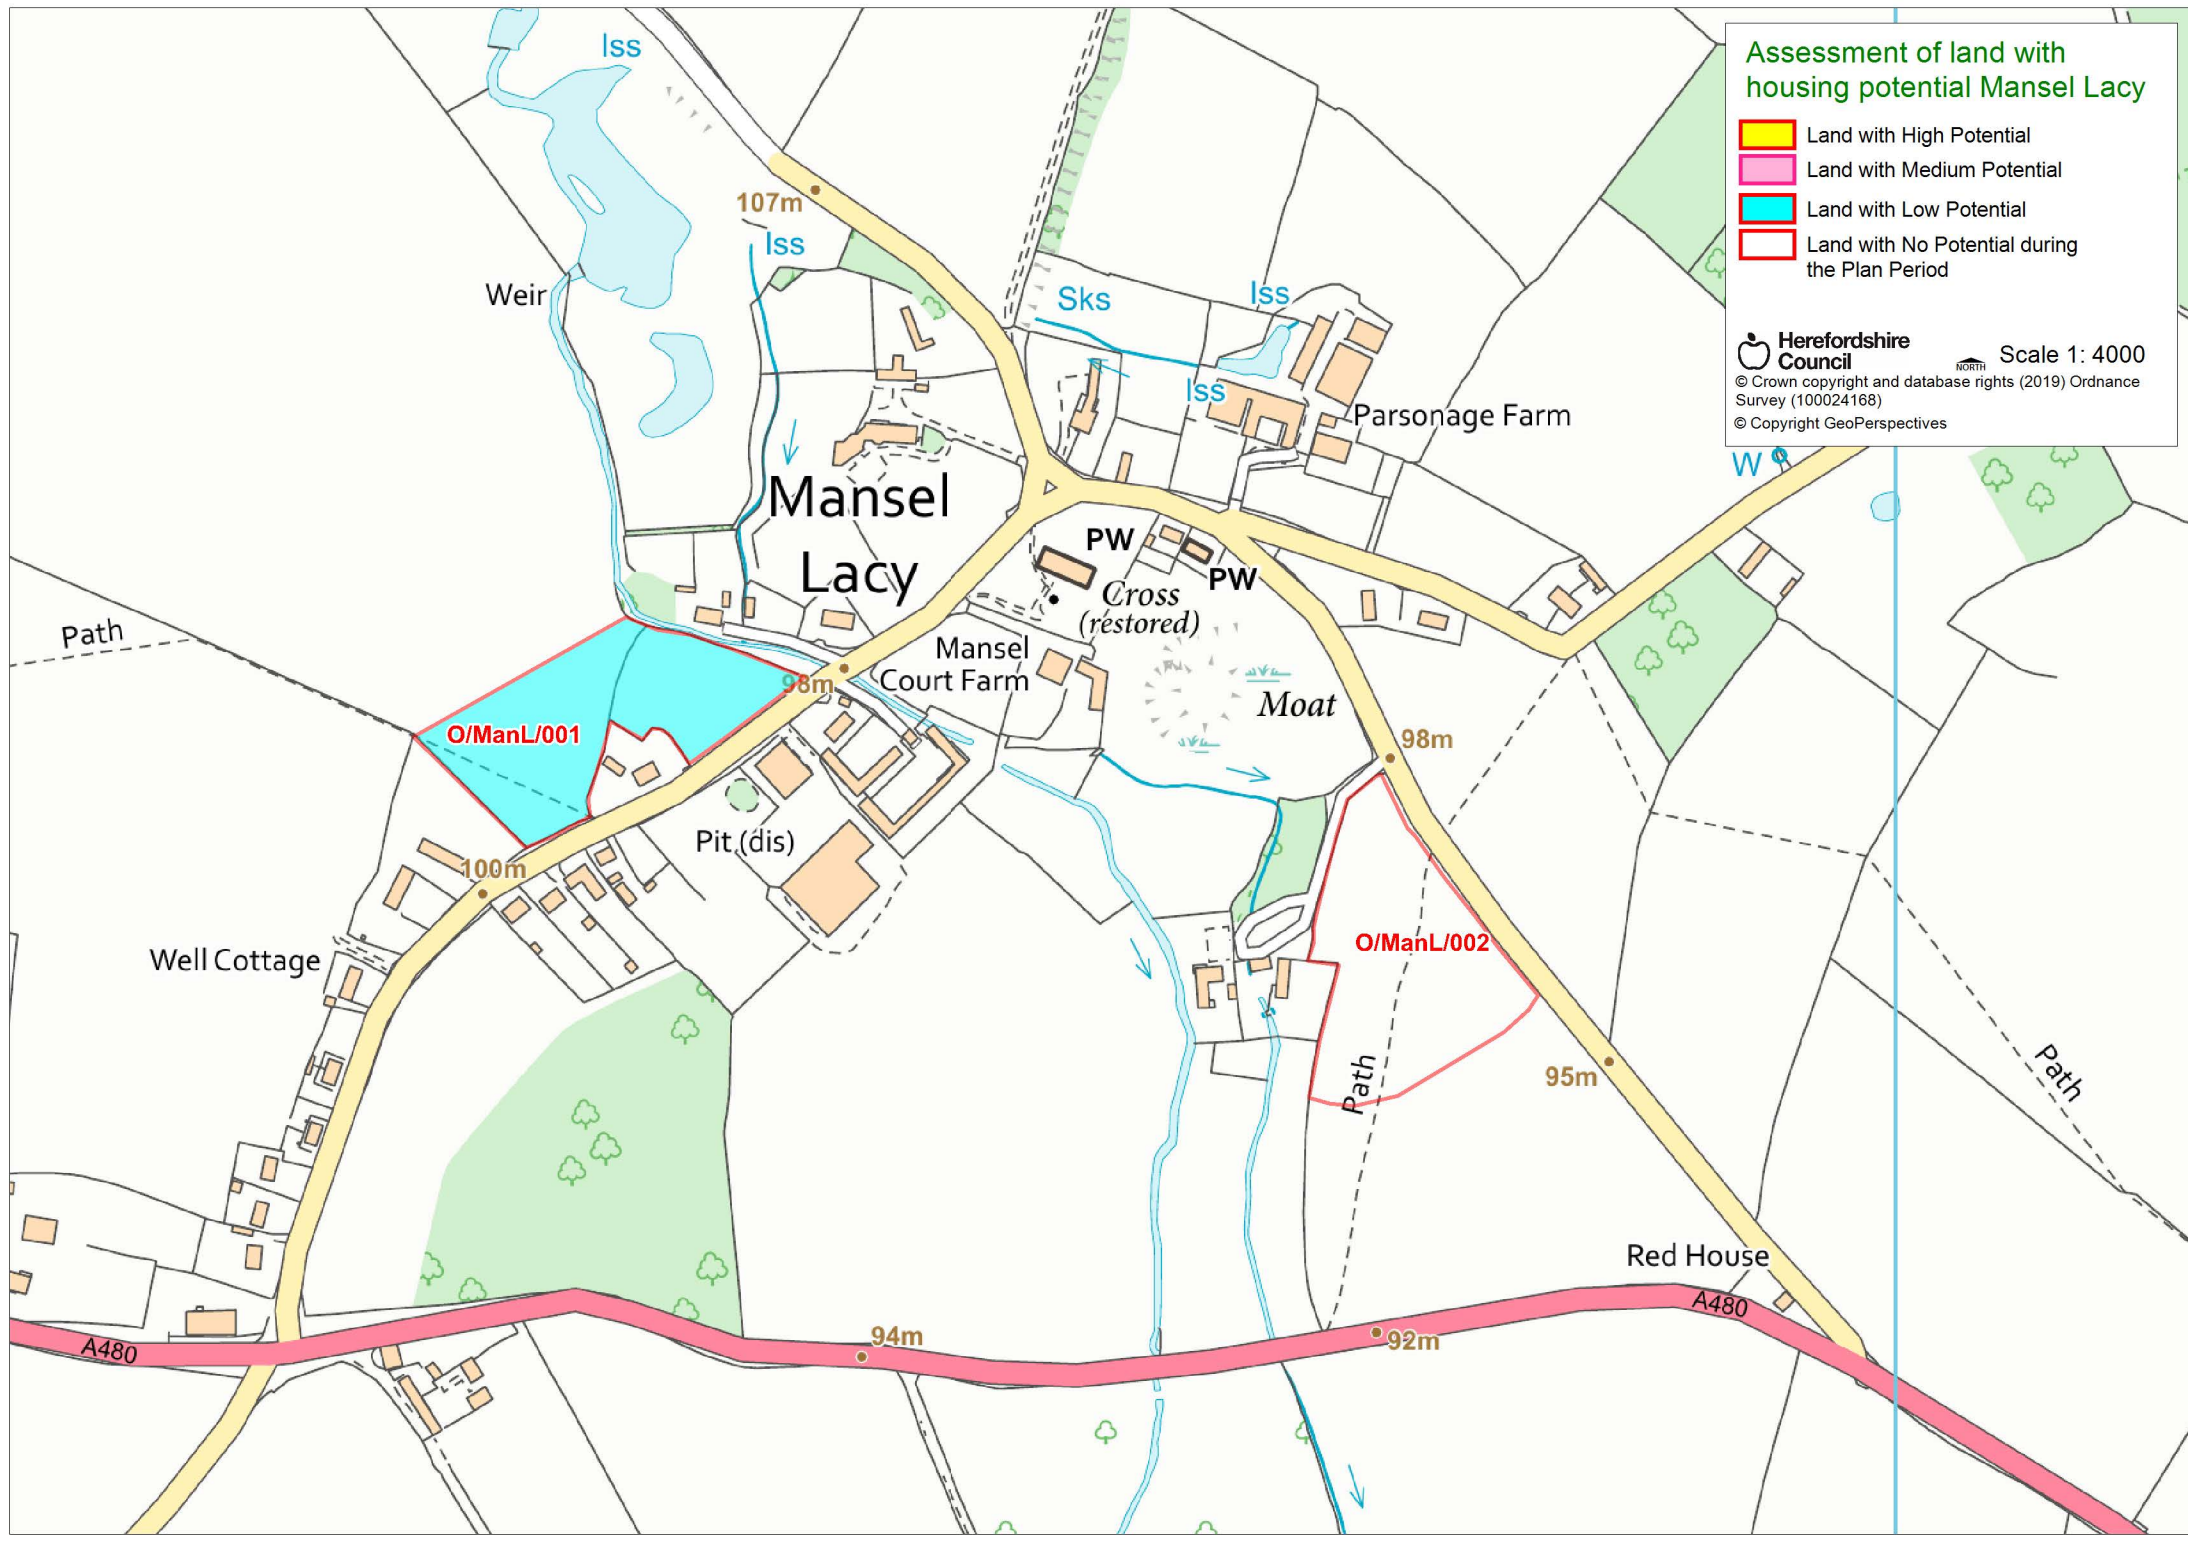 Assessment of land with
housing potential Mansel Lacy
Land with High Potential
Land with Medium Potential
Land with Low Potential
Land with No Potential during
the Plan Period
Herefordshire
Council
NORTH
Scale 1: 4000
© Crown copyright and database rights (2019) Ordnance
Survey (100024168)
© Copyright GeoPerspectives
Iss
107m
Iss
Weir
Sks
Iss
Iss
Parsonage Farm
W
Mansel
Lacy
PW
PW
Cross
(restored)
Path
Mansel
Court Farm
98m
Moat
O/ManL/001
98m
Pit (dis)
100m
Well Cottage
O/ManL/002
95m
Path
Path
Red House
A480
A480
94m
92m